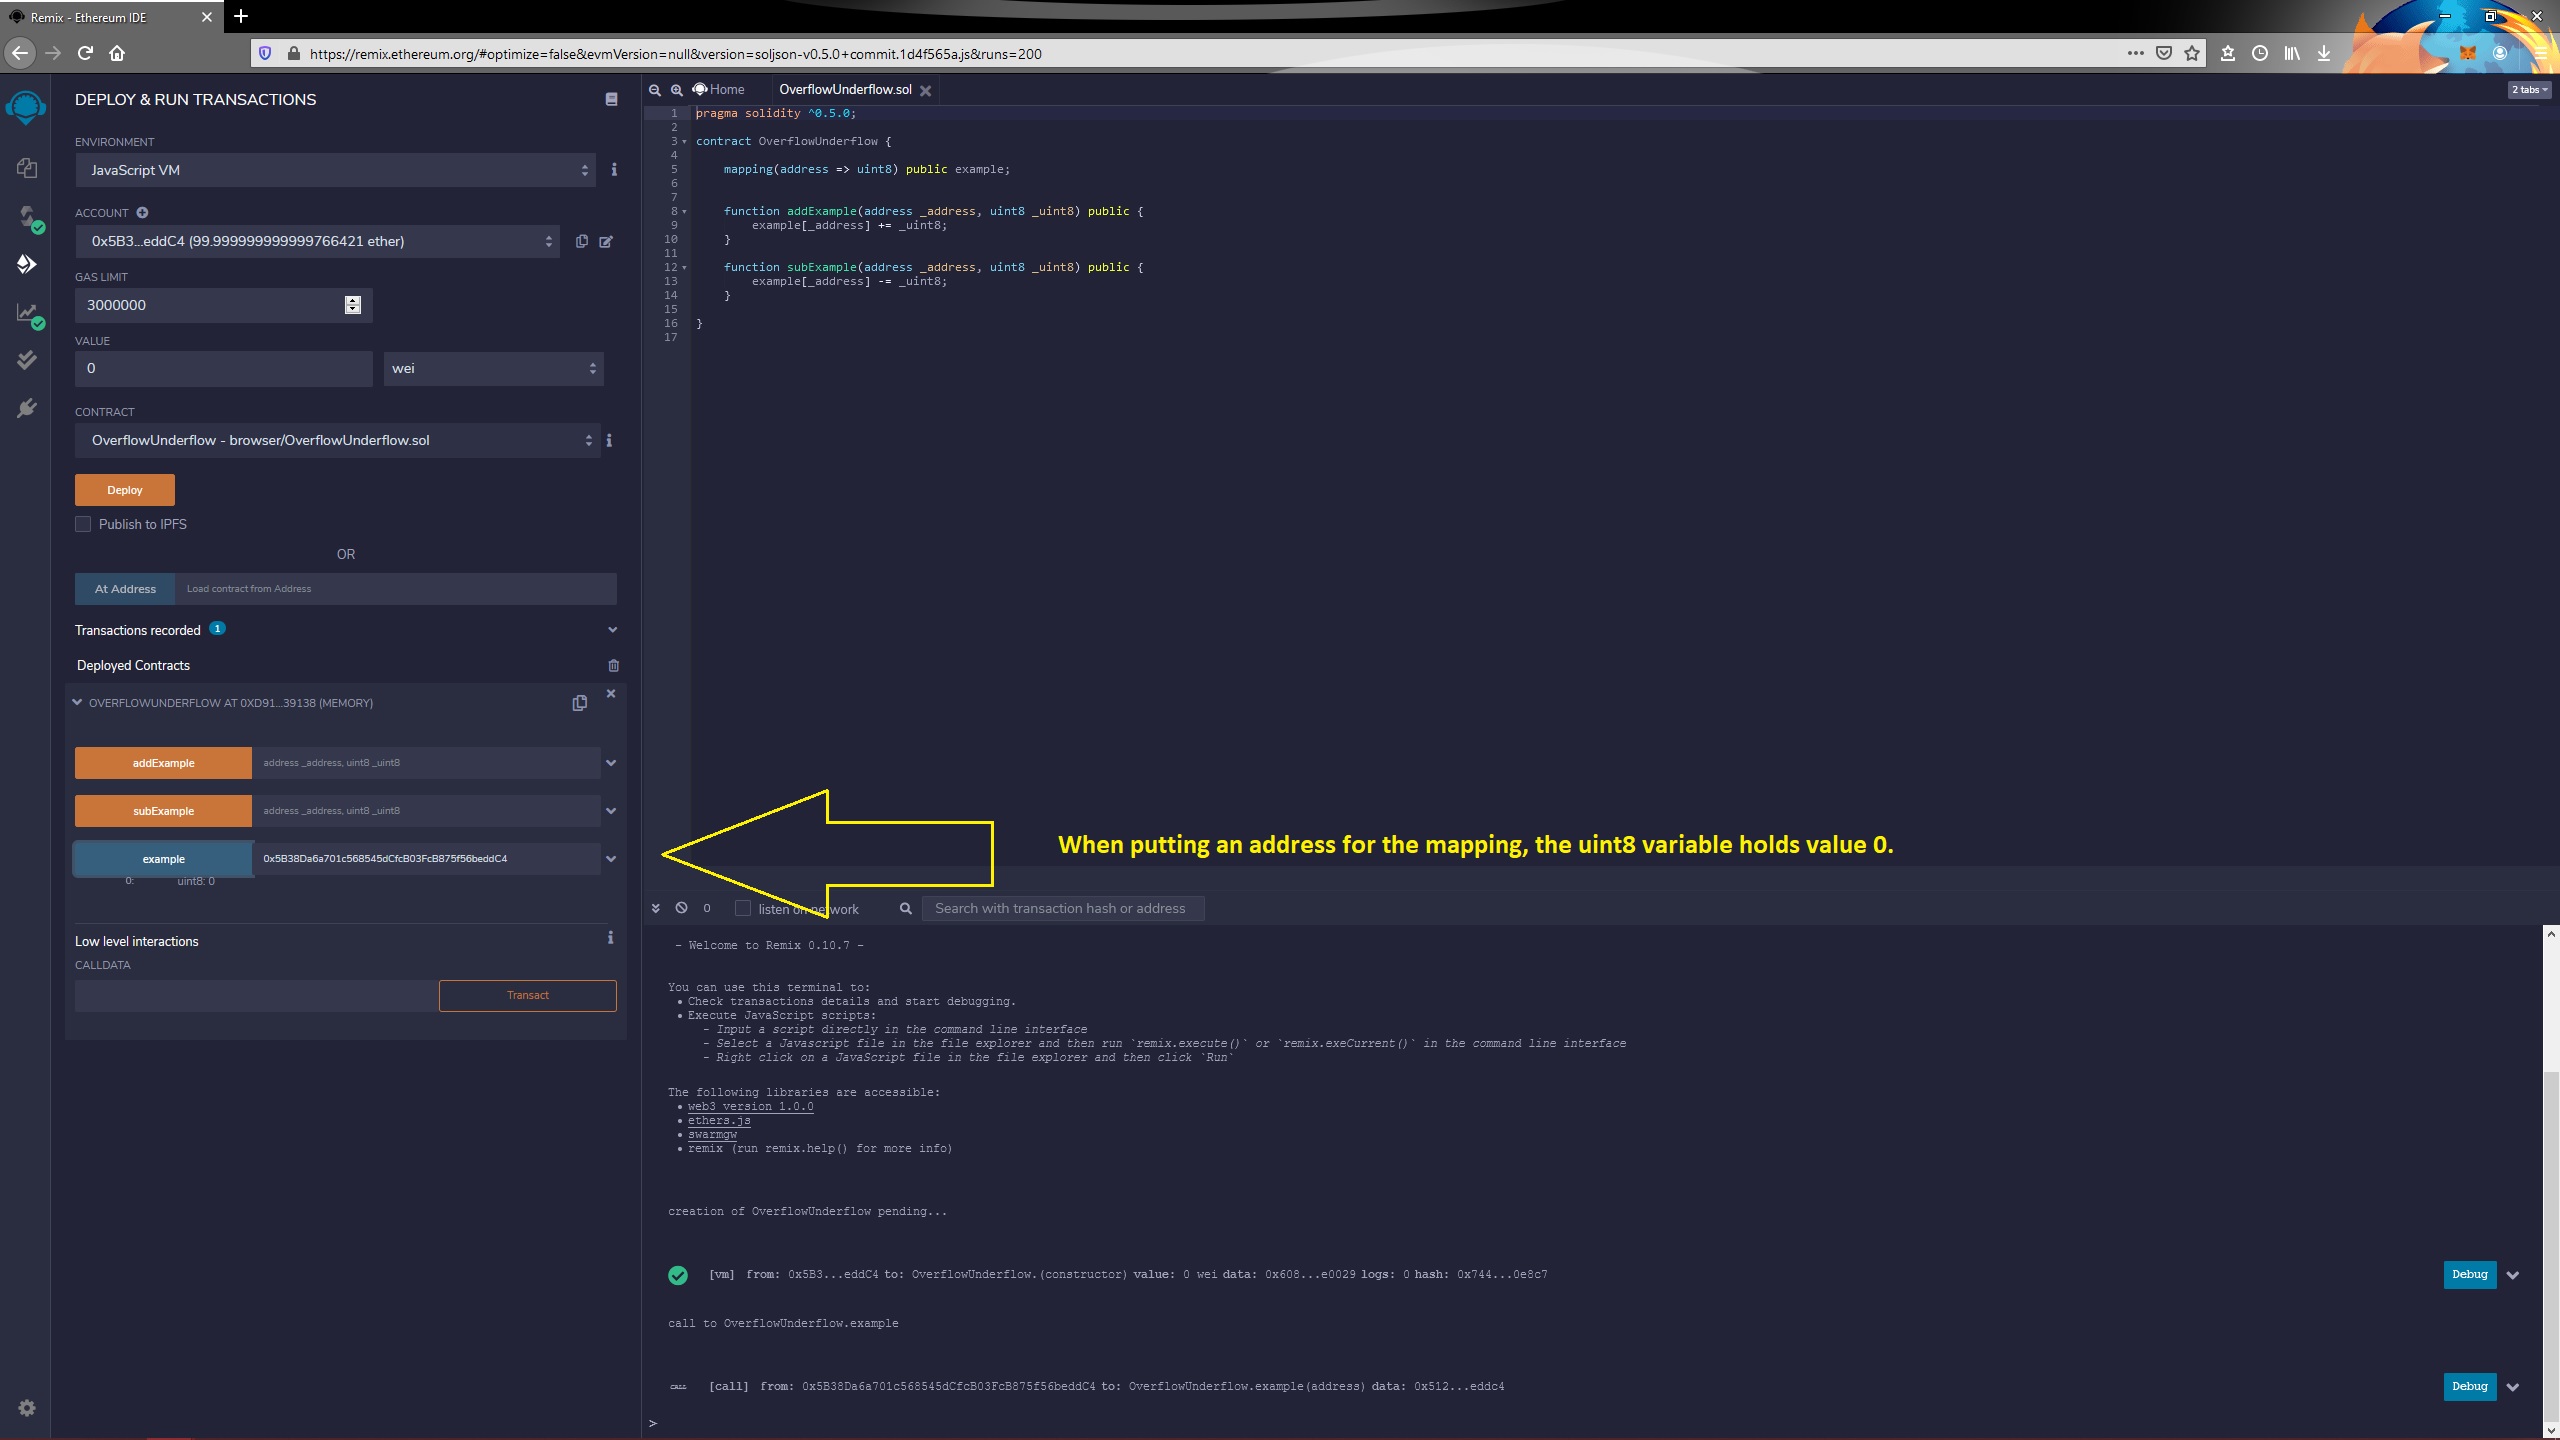 Remix - Ethereum IDE
https://remix.ethereum.org/#optimize=false&evmVersion=null&version=soljson-v0.5.0+commit.1d4f565a.js&runs=200
DEPLOY & RUN TRANSACTIONS
ENVIRONMENT
JavaScript VM
ACCOUNT
0x5B3...eddC4 (99.999999999999766421 ether)
GAS LIMIT
3000000
VALUE
0
wei
CONTRACT
OverflowUnderflow - browser/OverflowUnderflow.sol
Deploy
Publish to IPFS
OR
At Address
Load contract from Address
Transactions recorded 1
Deployed Contracts
OVERFLOWUNDERFLOW AT 0XD91...39138 (MEMORY)
addExample
address _address, uint8 _uint8
subExample
address _address, uint8 _uint8
example
0x5B38Da6a701c568545dCfcB03FcB875f56beddC4
0: uint8: 0
Low level interactions
CALLDATA
Transact
Home
OverflowUnderflow.sol
2 tabs
1 pragma solidity ^0.5.0;
2
3 contract OverflowUnderflow {
4
5 mapping(address => uint8) public example;
6
7
8 function addExample(address _address, uint8 _uint8) public {
9 example[_address] += _uint8;
10 }
11
12 function subExample(address _address, uint8 _uint8) public {
13 example[_address] -= _uint8;
14 }
15
16 }
17
When putting an address for the mapping, the uint8 variable holds value 0.
0
listen on network
Search with transaction hash or address
- Welcome to Remix 0.10.7 -
You can use this terminal to:
• Check transactions details and start debugging.
• Execute JavaScript scripts:
- Input a script directly in the command line interface
- Select a Javascript file in the file explorer and then run `remix.execute()` or `remix.exeCurrent()` in the command line interface
- Right click on a JavaScript file in the file explorer and then click `Run`
The following libraries are accessible:
• web3 version 1.0.0
• ethers.js
• swarmgw
• remix (run remix.help() for more info)
creation of OverflowUnderflow pending...
[vm] from: 0x5B3...eddC4 to: OverflowUnderflow.(constructor) value: 0 wei data: 0x608...e0029 logs: 0 hash: 0x744...0e8c7
Debug
call to OverflowUnderflow.example
CALL [call] from: 0x5B38Da6a701c568545dCfcB03FcB875f56beddC4 to: OverflowUnderflow.example(address) data: 0x512...eddc4
Debug
>